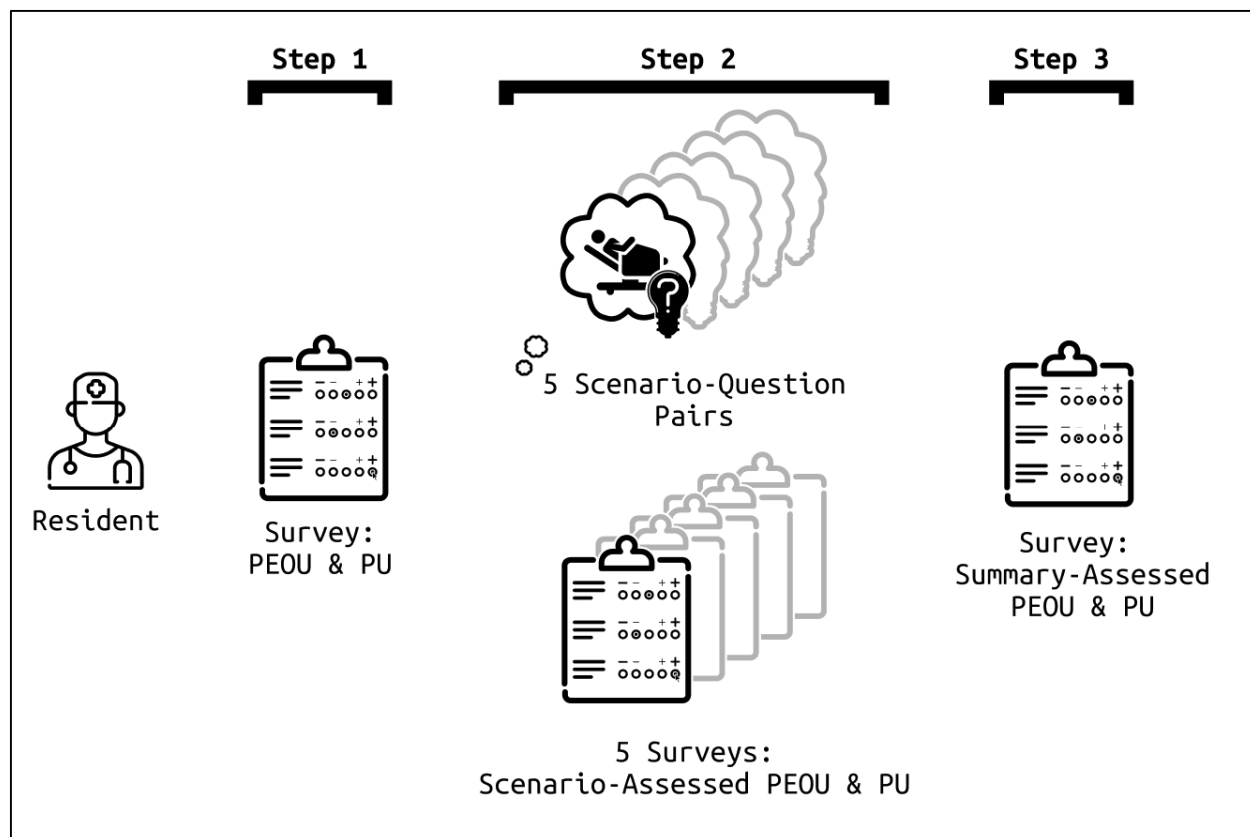 Step 1
Step 2
Step 3
?
5 Scenario-Question
Pairs
Resident
Survey:
PEOU & PU
Survey:
Summary-Assessed
PEOU & PU
5 Surveys:
Scenario-Assessed PEOU & PU